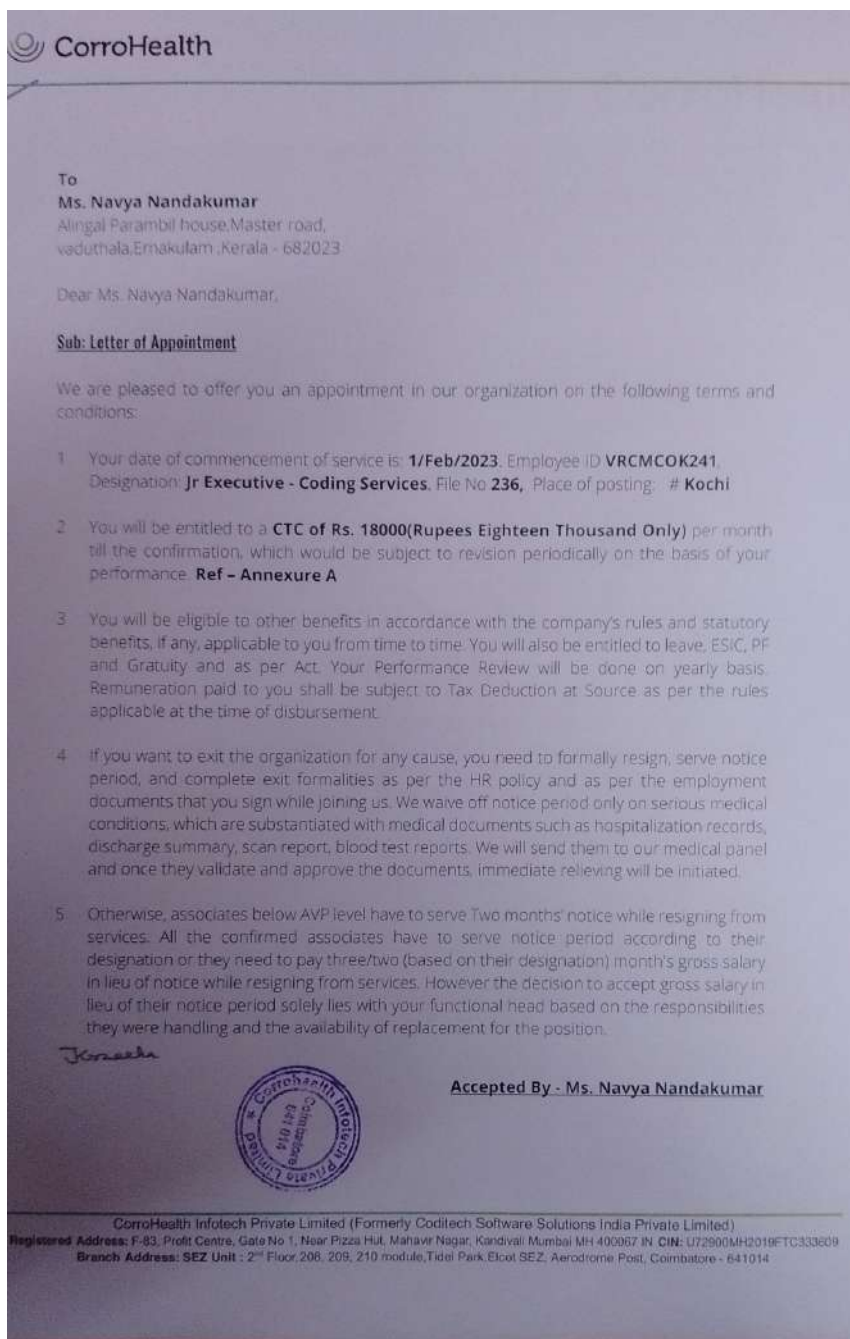 CorroHealth
To
Ms. Navya Nandakumar
Alingal Parambil house,Master road,
vaduthala,Ernakulam ,Kerala - 682023
Dear Ms. Navya Nandakumar,
Sub: Letter of Appointment
We are pleased to offer you an appointment in our organization on the following terms and
conditions:
1 Your date of commencement of service is: 1/Feb/2023. Employee ID VRCMCOK241.
Designation: Jr Executive - Coding Services. File No 236, Place of posting: # Kochi
2 You will be entitled to a CTC of Rs. 18000(Rupees Eighteen Thousand Only) per month
till the confirmation, which would be subject to revision periodically on the basis of your
performance. Ref – Annexure A
3 You will be eligible to other benefits in accordance with the company's rules and statutory
benefits, if any, applicable to you from time to time. You will also be entitled to leave, ESIC, PF
and Gratuity and as per Act. Your Performance Review will be done on yearly basis.
Remuneration paid to you shall be subject to Tax Deduction at Source as per the rules
applicable at the time of disbursement.
4 If you want to exit the organization for any cause, you need to formally resign, serve notice
period, and complete exit formalities as per the HR policy and as per the employment
documents that you sign while joining us. We waive off notice period only on serious medical
conditions, which are substantiated with medical documents such as hospitalization records,
discharge summary, scan report, blood test reports. We will send them to our medical panel
and once they validate and approve the documents, immediate relieving will be initiated.
5 Otherwise, associates below AVP level have to serve Two months' notice while resigning from
services. All the confirmed associates have to serve notice period according to their
designation or they need to pay three/two (based on their designation) month's gross salary
in lieu of notice while resigning from services. However the decision to accept gross salary in
lieu of their notice period solely lies with your functional head based on the responsibilities
they were handling and the availability of replacement for the position.
Corrohealth Infotech Private Limited
Coimbatore
641 014
Accepted By - Ms. Navya Nandakumar
CorroHealth Infotech Private Limited (Formerly Coditech Software Solutions India Private Limited)
Registered Address: F-83, Profit Centre, Gate No 1, Near Pizza Hut, Mahavir Nagar, Kandivali Mumbai MH 400067 IN CIN: U72900MH2019FTC333609
Branch Address: SEZ Unit : 2nd Floor,208, 209, 210 module,Tidel Park,Elcot SEZ, Aerodrome Post, Coimbatore - 641014